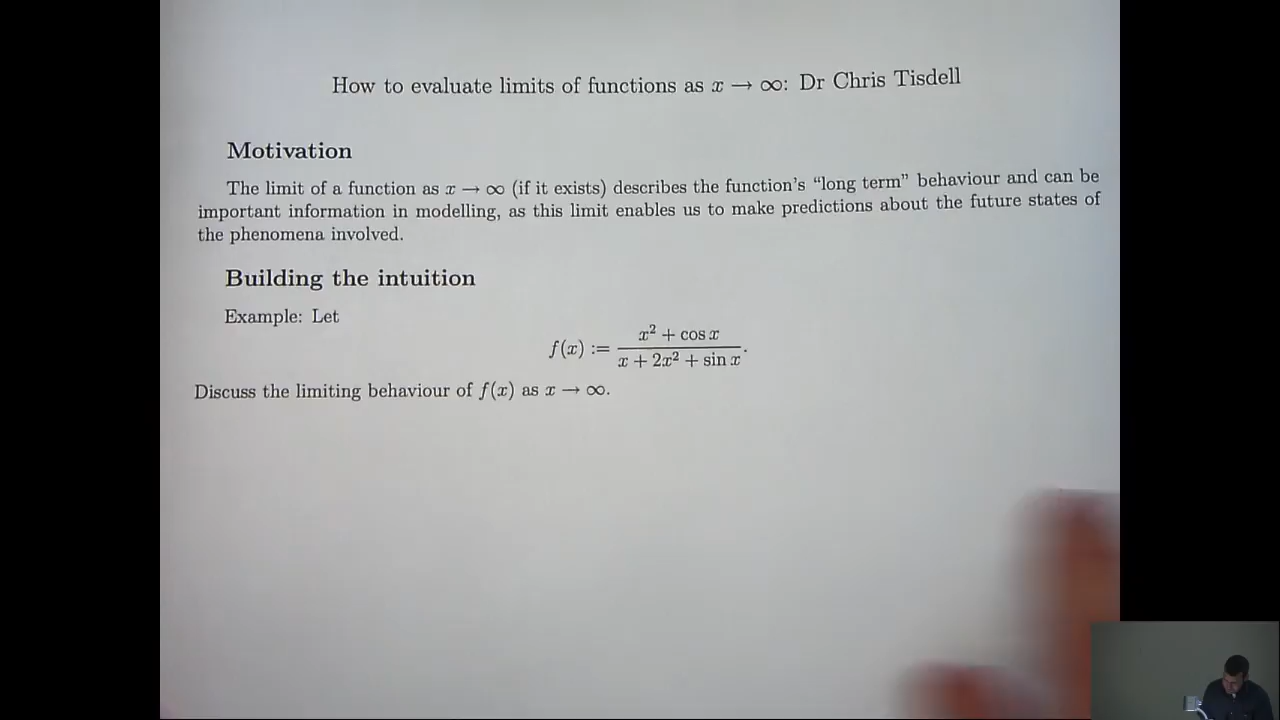 How to evaluate limits of functions as x → ∞: Dr Chris Tisdell
Motivation
The limit of a function as x → ∞ (if it exists) describes the function's “long term” behaviour and can be
important information in modelling, as this limit enables us to make predictions about the future states of
the phenomena involved.
Building the intuition
Example: Let
f(x) := (x² + cos x) / (x + 2x² + sin x).
Discuss the limiting behaviour of f(x) as x → ∞.